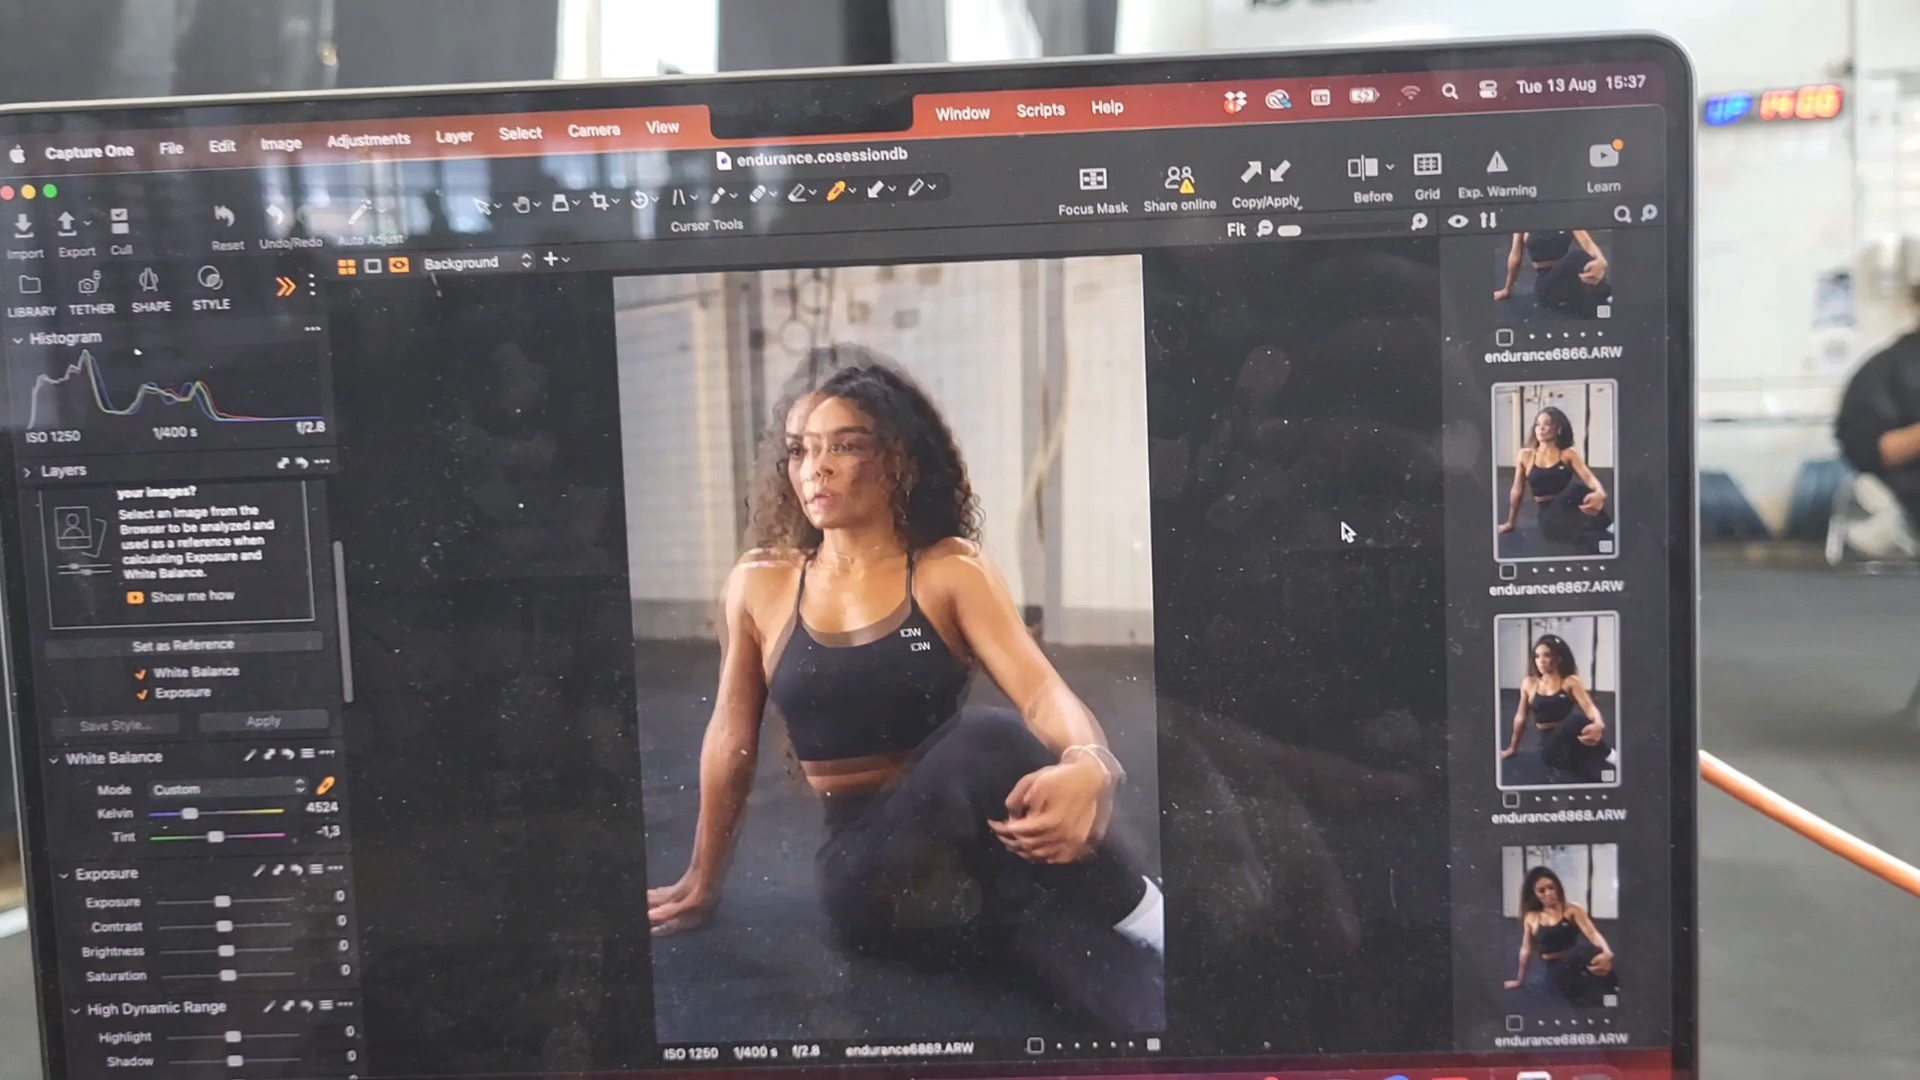 Capture One File Edit Image Adjustments Layer Select Camera View Window Scripts Help Tue 13 Aug 15:37
endurance.cosessiondb
Import Export Cull Reset Undo/Redo Auto Adjust Cursor Tools Focus Mask Share online Copy/Apply Before Grid Exp. Warning Learn
Fit
Background
LIBRARY TETHER SHAPE STYLE
Histogram
ISO 1250 1/400 s f/2.8
Layers
your images?
Select an image from the
Browser to be analyzed and
used as a reference when
calculating Exposure and
White Balance.
Show me how
Set as Reference
White Balance
Exposure
Save Style... Apply
White Balance
Mode Custom
Kelvin 4524
Tint -1,3
Exposure
Exposure 0
Contrast 0
Brightness 0
Saturation 0
High Dynamic Range
Highlight 0
Shadow 0
ICIW
ICIW
ISO 1250 1/400 s f/2.8 endurance6869.ARW
endurance6866.ARW
endurance6867.ARW
endurance6868.ARW
endurance6869.ARW
UP 14:00